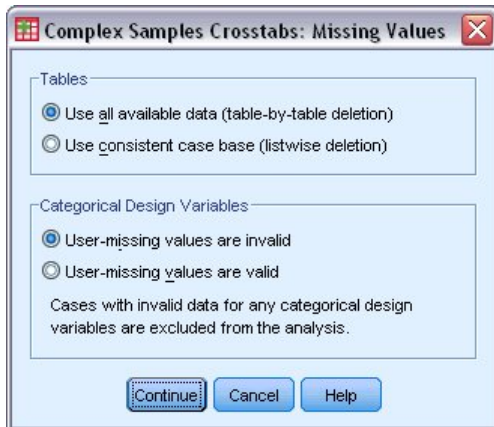 Complex Samples Crosstabs: Missing Values
Tables
Use all available data (table-by-table deletion)
Use consistent case base (listwise deletion)
Categorical Design Variables
User-missing values are invalid
User-missing values are valid
Cases with invalid data for any categorical design
variables are excluded from the analysis.
Continue Cancel Help